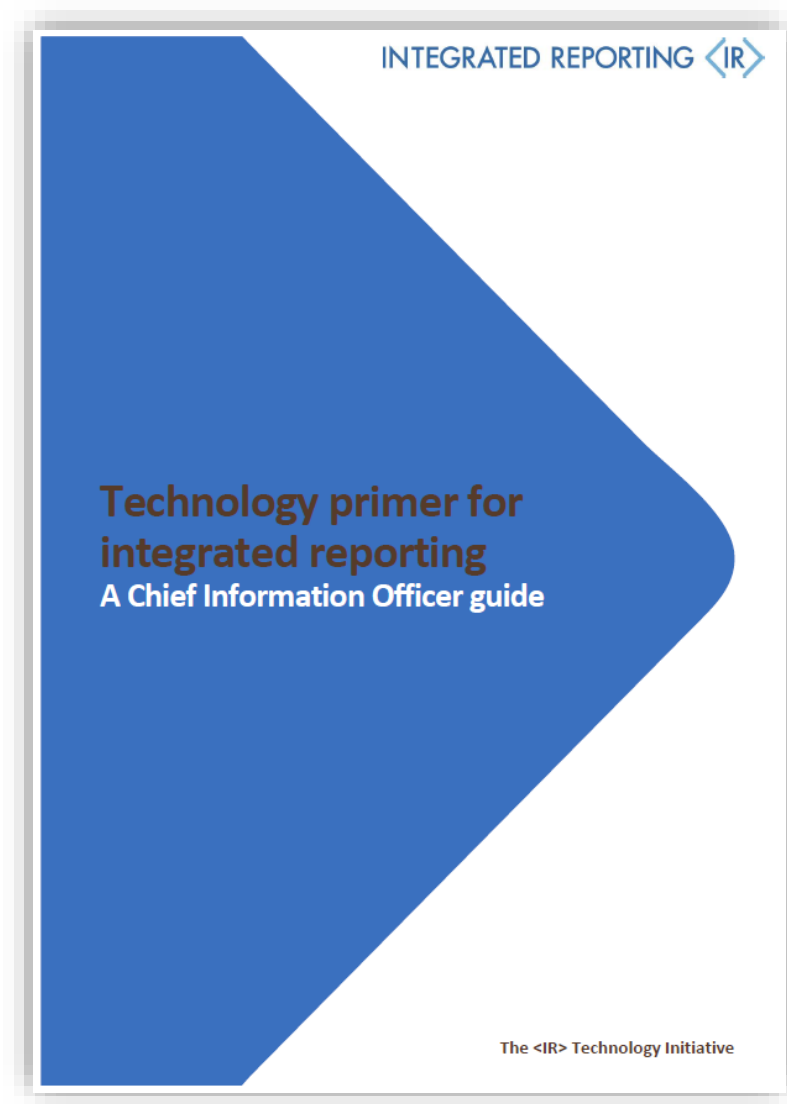 INTEGRATED REPORTING <IR>
Technology primer for
integrated reporting
A Chief Information Officer guide
The <IR> Technology Initiative